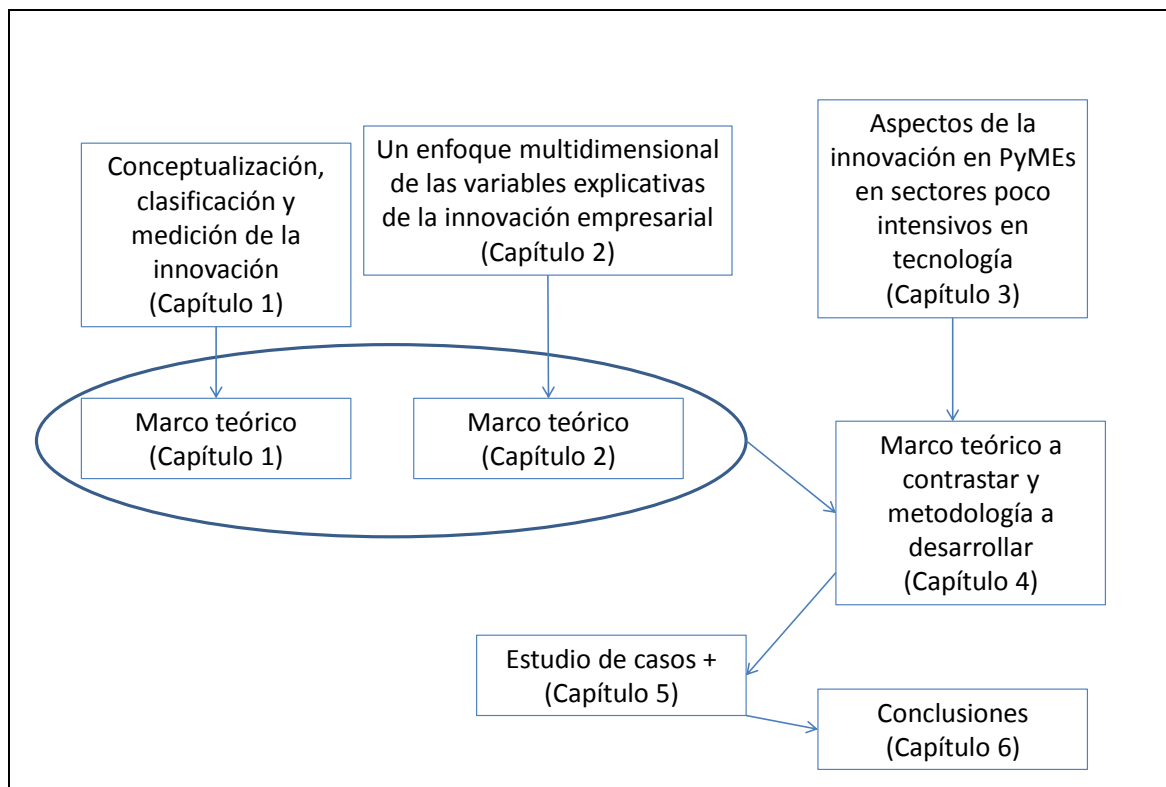 Conceptualización,
clasificación y
medición de la
innovación
(Capítulo 1)
Un enfoque multidimensional
de las variables explicativas
de la innovación empresarial
(Capítulo 2)
Aspectos de la
innovación en PyMEs
en sectores poco
intensivos en
tecnología
(Capítulo 3)
Marco teórico
(Capítulo 1)
Marco teórico
(Capítulo 2)
Marco teórico a
contrastar y
metodología a
desarrollar
(Capítulo 4)
Estudio de casos +
(Capítulo 5)
Conclusiones
(Capítulo 6)